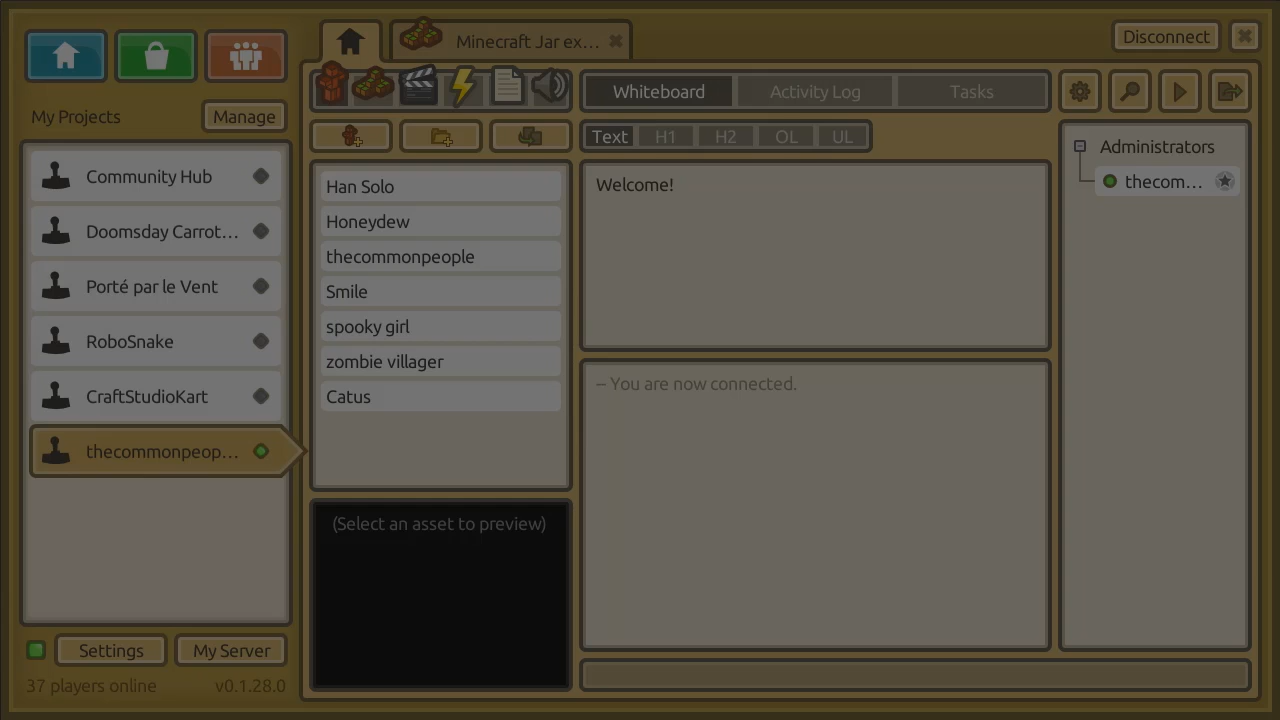 Minecraft Jar ex...
Disconnect
My Projects
Manage
Whiteboard
Activity Log
Tasks
Text
H1
H2
OL
UL
Community Hub
Doomsday Carrot...
Porté par le Vent
RoboSnake
CraftStudioKart
thecommonpeop...
Han Solo
Honeydew
thecommonpeople
Smile
spooky girl
zombie villager
Catus
Welcome!
Administrators
thecom...
– You are now connected.
(Select an asset to preview)
Settings
My Server
37 players online
v0.1.28.0